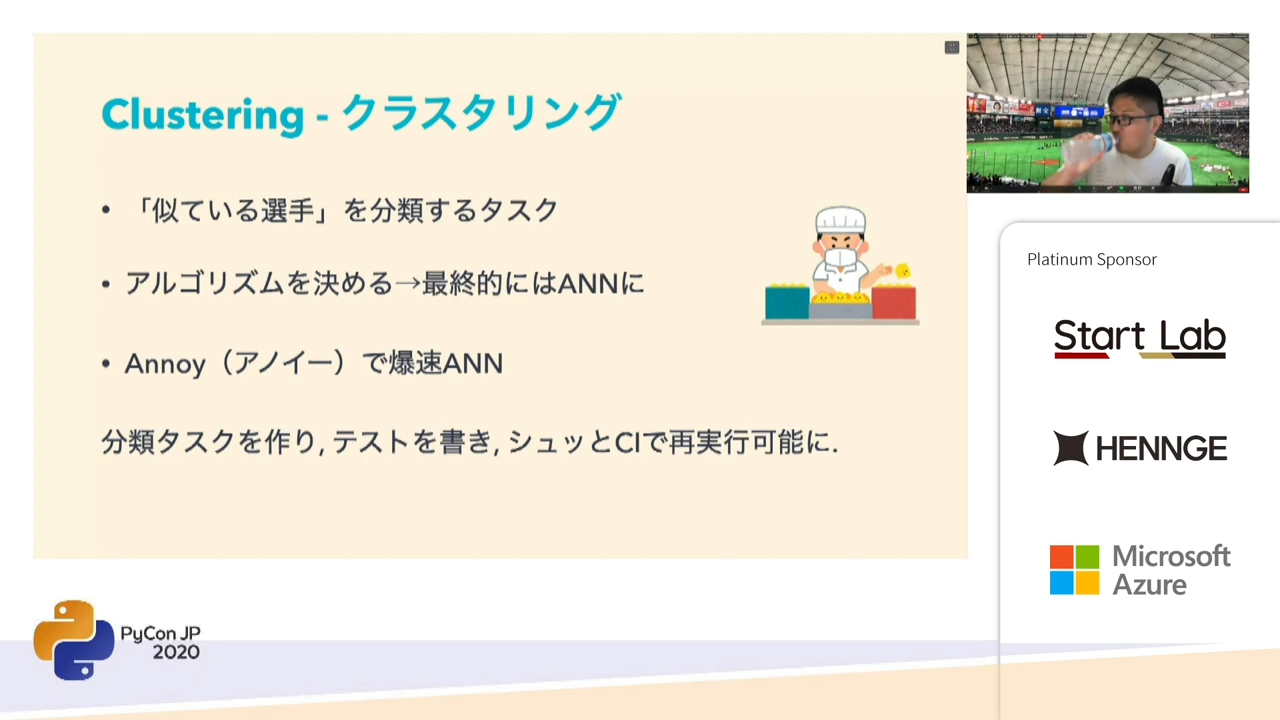 Clustering - クラスタリング
• 「似ている選手」を分類するタスク
• アルゴリズムを決める→最終的にはANNに
• Annoy（アノイー）で爆速ANN
分類タスクを作り, テストを書き, シュッとCIで再実行可能に.
Platinum Sponsor
Start Lab
HENNGE
Microsoft
Azure
PyCon JP
2020